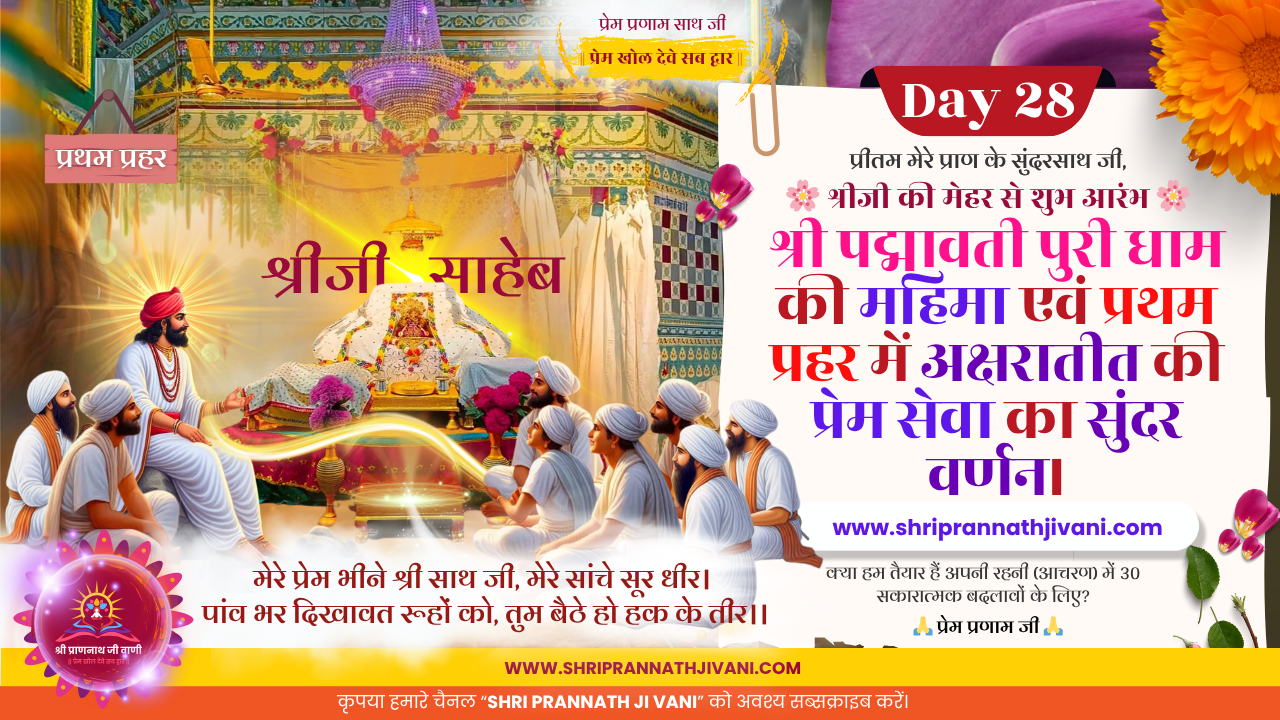 प्रेम प्रणाम साथ जी
॥ प्रेम खोल देवे सब द्वार ॥
प्रथम प्रहर
श्रीजी साहेब
Day 28
प्रीतम मेरे प्राण के सुंदरसाथ जी,
🌸 श्रीजी की मेहर से शुभ आरंभ 🌸
श्री पद्मावती पुरी धाम
की महिमा एवं प्रथम
प्रहर में अक्षरातीत की
प्रेम सेवा का सुंदर
वर्णन।
www.shriprannathjivani.com
क्या हम तैयार हैं अपनी रहनी (आचरण) में 30
सकारात्मक बदलावों के लिए?
🙏 प्रेम प्रणाम जी 🙏
मेरे प्रेम भीने श्री साथ जी, मेरे सांचे सूर धीर।
पांव भर दिखावत रूहों को, तुम बैठे हो हक के तीर।।
श्री प्राणनाथ जी वाणी
॥ प्रेम खोल देवे सब द्वार ॥
WWW.SHRIPRANNATHJIVANI.COM
कृपया हमारे चैनल “SHRI PRANNATH JI VANI” को अवश्य सब्सक्राइब करें।